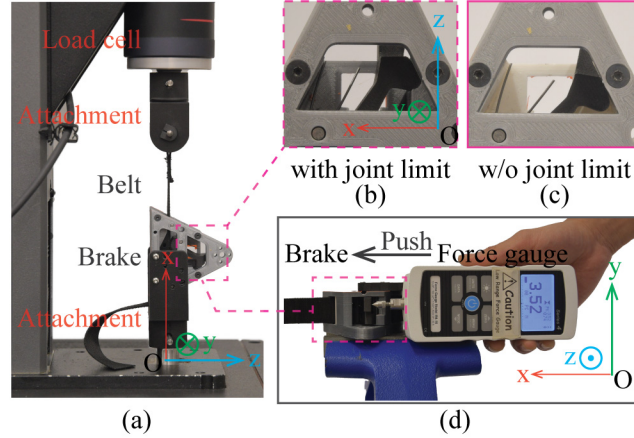 Load cell
Attachment
Belt
Brake
Attachment
x
O
y
z
(a)
z
y
x
O
with joint limit
(b)
w/o joint limit
(c)
Brake
Push
Force gauge
Caution
3.52
y
z
x
O
(d)